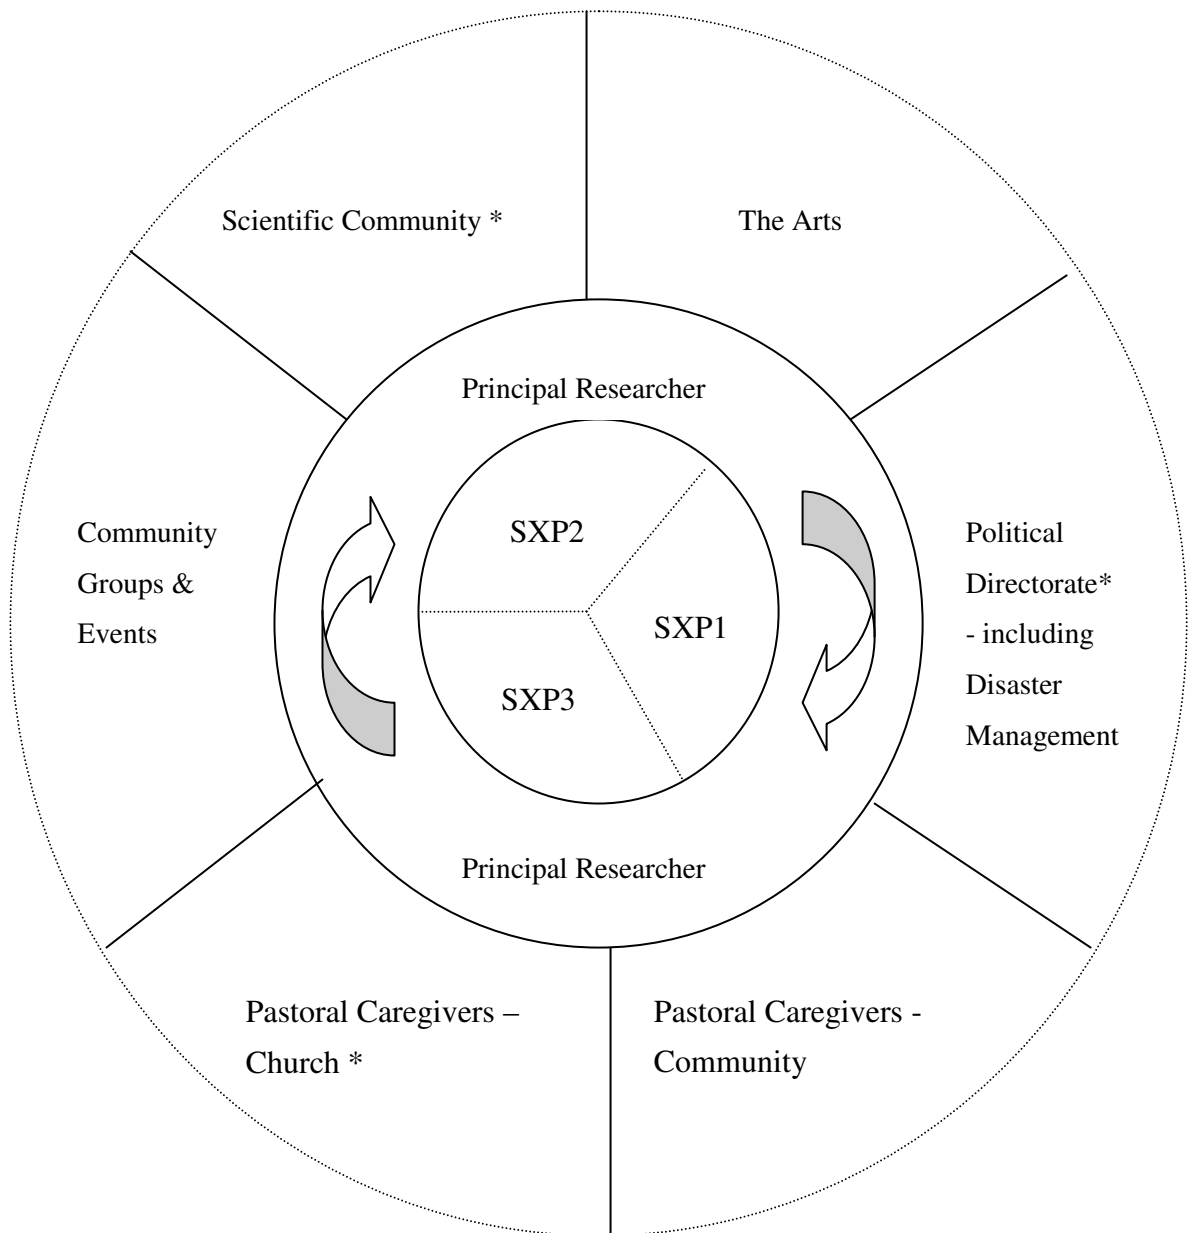 Scientific Community *
The Arts
Principal Researcher
Community
Groups &
Events
SXP2
SXP1
SXP3
Political
Directorate*
- including
Disaster
Management
Principal Researcher
Pastoral Caregivers –
Church *
Pastoral Caregivers -
Community